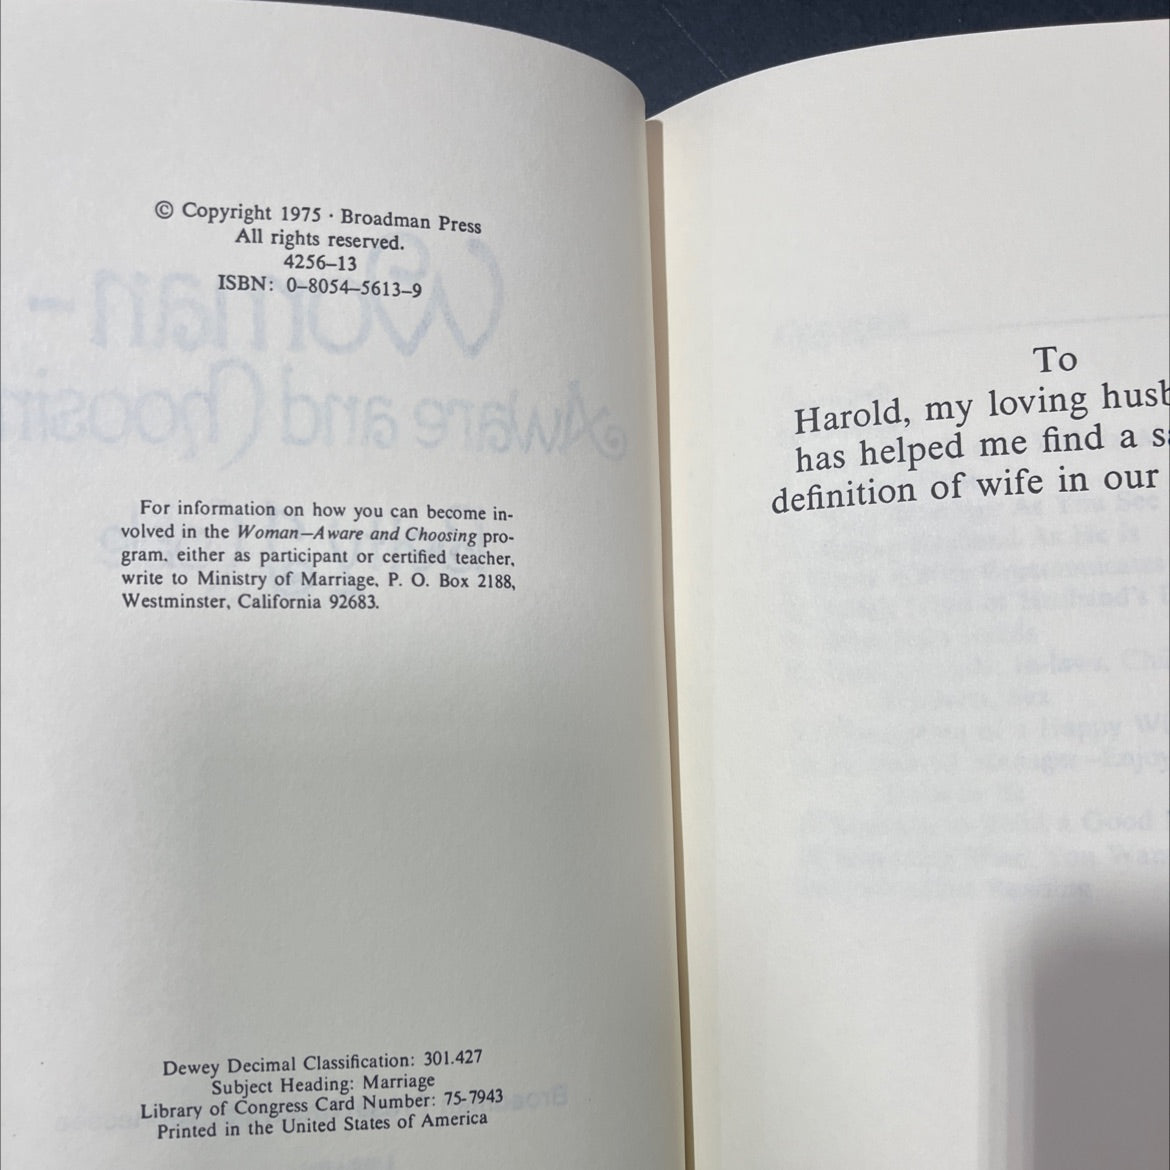 © Copyright 1975 · Broadman Press
All rights reserved.
4256–13
ISBN: 0–8054–5613–9
Woman–
Aware and Choosing
For information on how you can become in-
volved in the Woman—Aware and Choosing pro-
gram, either as participant or certified teacher,
write to Ministry of Marriage, P. O. Box 2188,
Westminster, California 92683.
Dewey Decimal Classification: 301.427
Subject Heading: Marriage
Library of Congress Card Number: 75-7943
Printed in the United States of America
To
Harold, my loving
has helped me find a
definition of wife in our